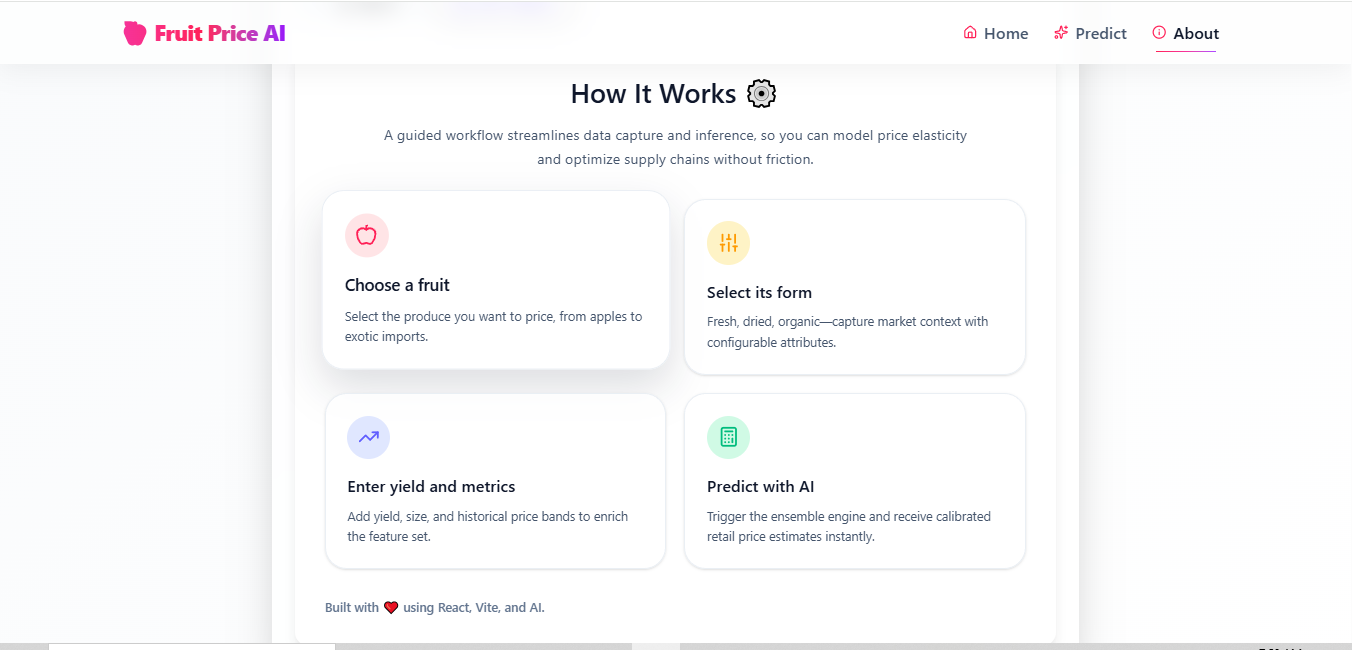 Fruit Price AI
Home
Predict
About
How It Works
A guided workflow streamlines data capture and inference, so you can model price elasticity
and optimize supply chains without friction.
Choose a fruit
Select the produce you want to price, from apples to
exotic imports.
Select its form
Fresh, dried, organic—capture market context with
configurable attributes.
Enter yield and metrics
Add yield, size, and historical price bands to enrich
the feature set.
Predict with AI
Trigger the ensemble engine and receive calibrated
retail price estimates instantly.
Built with ❤️ using React, Vite, and AI.